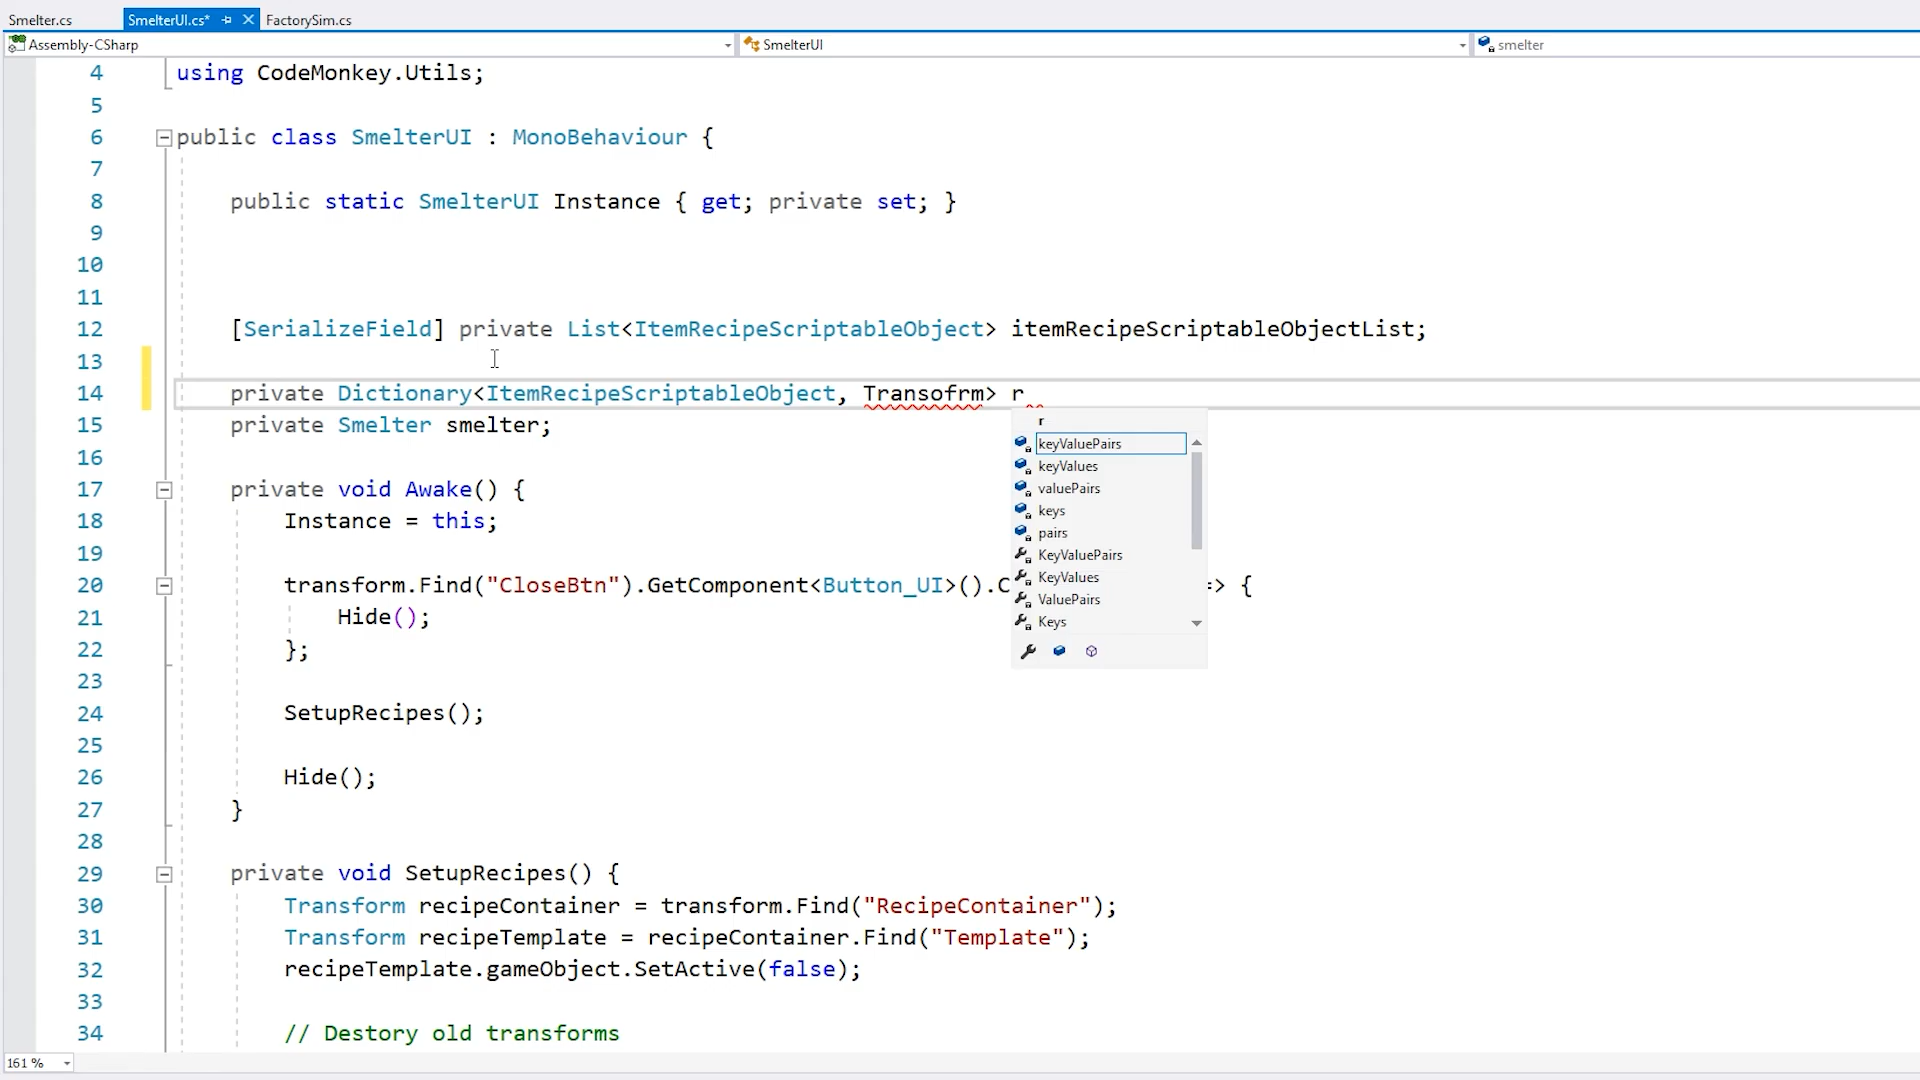 Smelter.cs SmelterUI.cs* FactorySim.cs
Assembly-CSharp SmelterUI smelter
4 using CodeMonkey.Utils;
5
6 public class SmelterUI : MonoBehaviour {
7
8 public static SmelterUI Instance { get; private set; }
9
10
11
12 [SerializeField] private List<ItemRecipeScriptableObject> itemRecipeScriptableObjectList;
13
14 private Dictionary<ItemRecipeScriptableObject, Transofrm> r
15 private Smelter smelter;
16
17 private void Awake() {
18 Instance = this;
19
20 transform.Find("CloseBtn").GetComponent<Button_UI>().C => {
21 Hide();
22 };
23
24 SetupRecipes();
25
26 Hide();
27 }
28
29 private void SetupRecipes() {
30 Transform recipeContainer = transform.Find("RecipeContainer");
31 Transform recipeTemplate = recipeContainer.Find("Template");
32 recipeTemplate.gameObject.SetActive(false);
33
34 // Destory old transforms
r
keyValuePairs
keyValues
valuePairs
keys
pairs
KeyValuePairs
KeyValues
ValuePairs
Keys
161 %